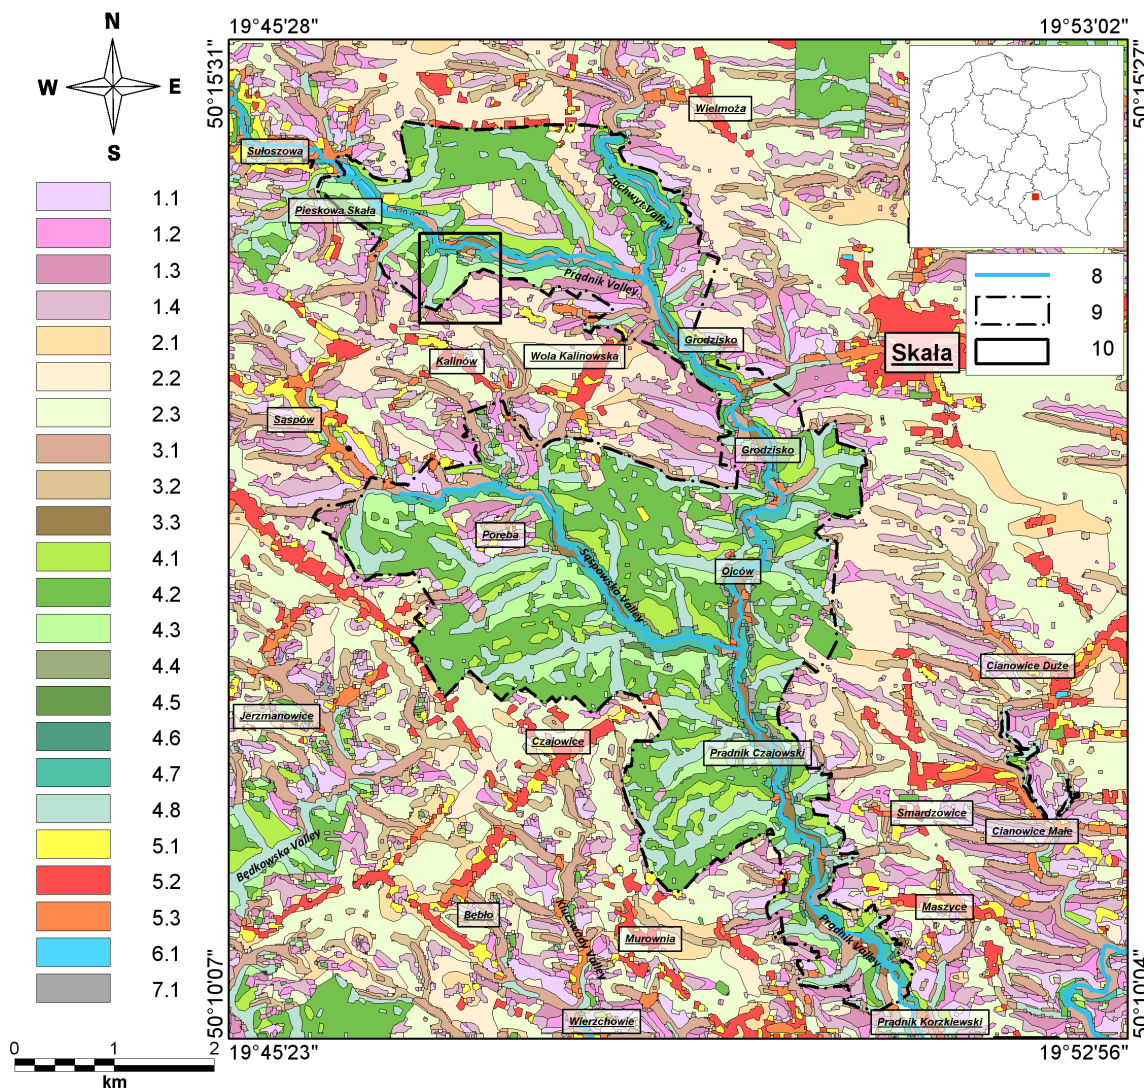 N
W E
S
19°45'28"
19°53'02"
50°15'31"
50°15'27"
1.1
1.2
1.3
1.4
2.1
2.2
2.3
3.1
3.2
3.3
4.1
4.2
4.3
4.4
4.5
4.6
4.7
4.8
5.1
5.2
5.3
6.1
7.1
8
9
10
Wielmoża
Sułoszowa
Zachwyt Valley
Pieskowa Skała
Prądnik Valley
Grodzisko
Skała
Wola Kalinowska
Kalinów
Sąspów
Grodzisko
Poręba
Sąspowska Valley
Ojców
Cianowice Duże
Jerzmanowice
Czajowice
Prądnik Czajowski
Smardzowice
Cianowice Małe
Będkowska Valley
Bębło
Kluczwody Valley
Maszyce
Murownia
Prądnik Valley
Wierzchowie
Prądnik Korzkiewski
50°10'07"
50°10'04"
19°45'23"
19°52'56"
0 1 2
km